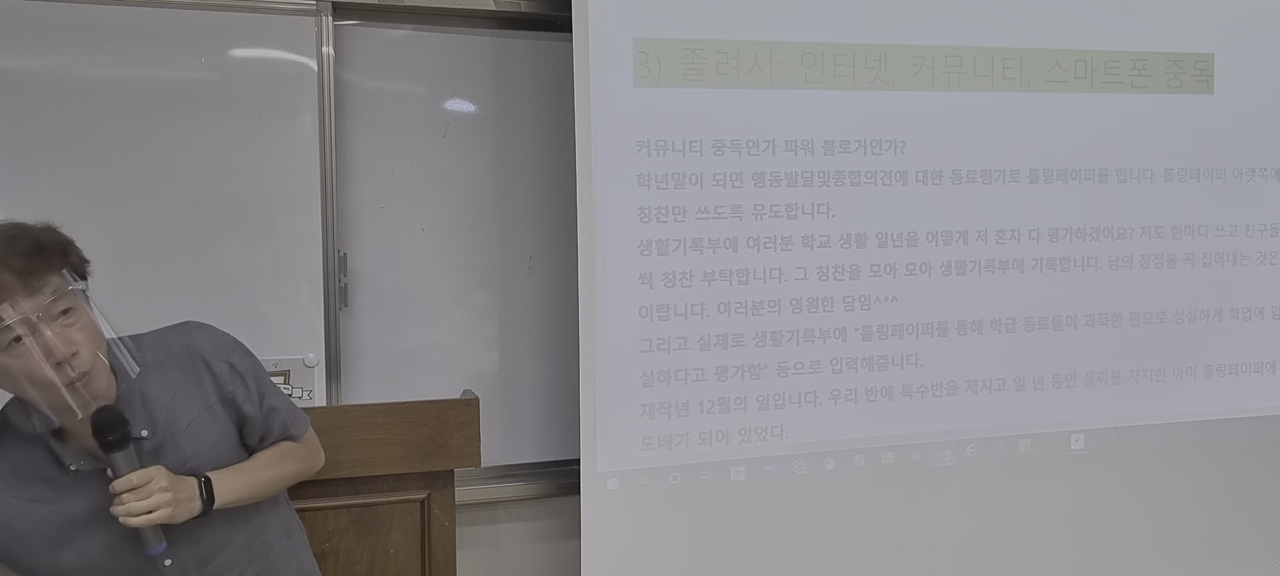 3) 졸려서: 인터넷, 커뮤니티, 스마트폰 중독
커뮤니티 중독인가 파워 블로거인가?
학년말이 되면 행동발달및종합의견에 대한 동료평가로 롤링페이퍼를 합니다. 롤링페이퍼 아랫쪽에
칭찬만 쓰도록 유도합니다.
생활기록부에 여러분 학교 생활 일년을 어떻게 저 혼자 다 평가하겠어요? 저도 한마디 쓰고 친구들
씩 칭찬 부탁합니다. 그 칭찬을 모아 모아 생활기록부에 기록합니다. 남의 장점을 꼭 집어내는 것은
이랍니다. 여러분의 영원한 담임^*^
그리고 실제로 생활기록부에 "롤링페이퍼를 통해 학급 동료들이 과묵한 편으로 성실하게 학업에 임
실하다고 평가함" 등으로 입력해줍니다.
재작년 12월의 일입니다. 우리 반에 특수반을 제치고 일 년 동안 꼴찌를 차지한 아이 롤링페이퍼에
도배가 되어 있었다.